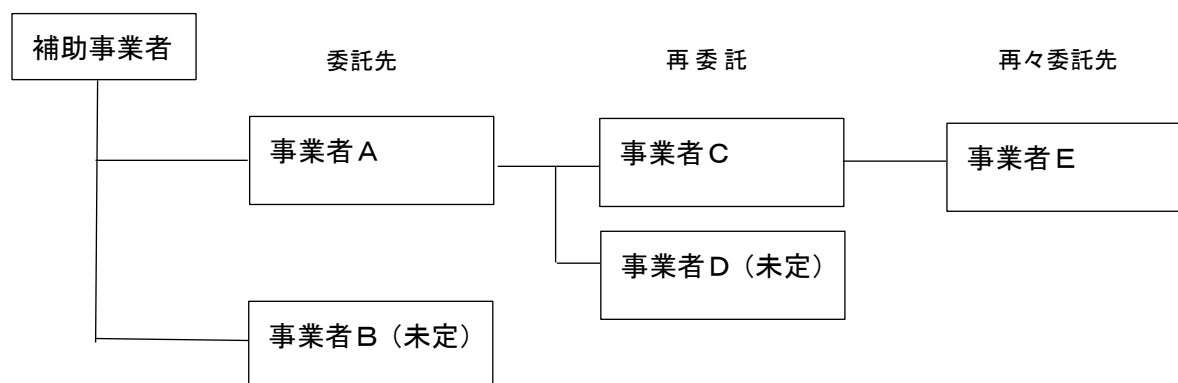 補助事業者
委託先
再委託
再々委託先
事業者A
事業者C
事業者E
事業者D(未定)
事業者B(未定)